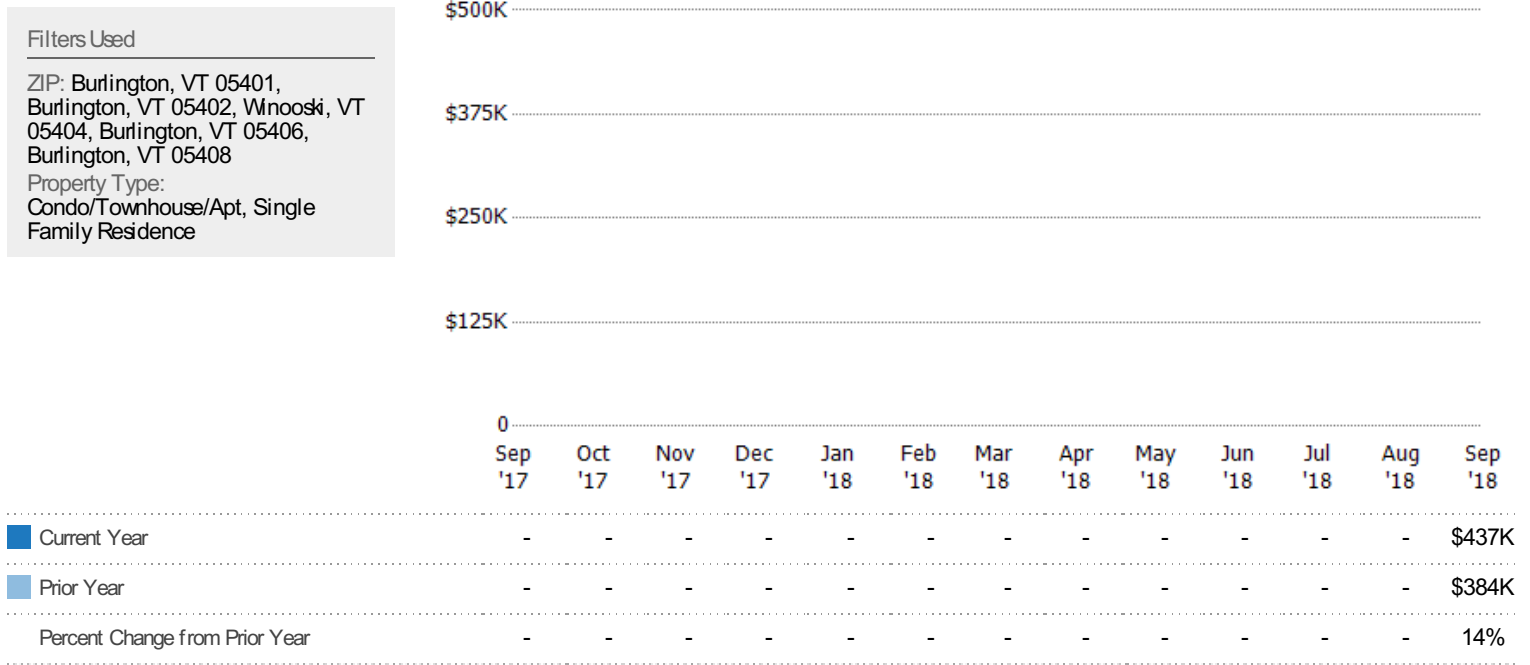 Filters Used
ZIP: Burlington, VT 05401,
Burlington, VT 05402, Winooski, VT
05404, Burlington, VT 05406,
Burlington, VT 05408
Property Type:
Condo/Townhouse/Apt, Single
Family Residence
$500K
$375K
$250K
$125K
0
Sep Oct Nov Dec Jan Feb Mar Apr May Jun Jul Aug Sep
'17 '17 '17 '17 '18 '18 '18 '18 '18 '18 '18 '18 '18
Current Year - - - - - - - - - - - - $437K
Prior Year - - - - - - - - - - - - $384K
Percent Change from Prior Year - - - - - - - - - - - - 14%